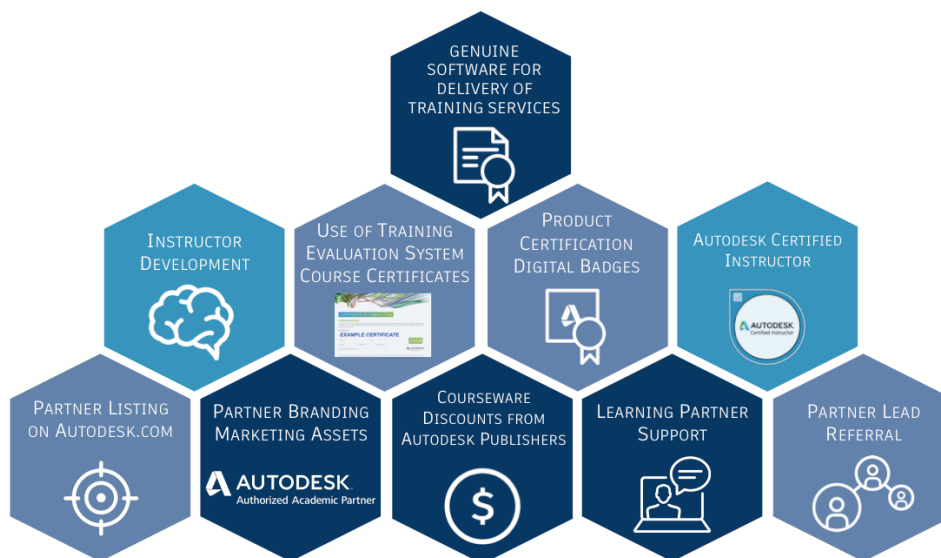 GENUINE
SOFTWARE FOR
DELIVERY OF
TRAINING SERVICES
INSTRUCTOR
DEVELOPMENT
USE OF TRAINING
EVALUATION SYSTEM
COURSE CERTIFICATES
EXAMPLE CERTIFICATE
PRODUCT
CERTIFICATION
DIGITAL BADGES
AUTODESK CERTIFIED
INSTRUCTOR
AUTODESK
Certified Instructor
PARTNER LISTING
ON AUTODESK.COM
PARTNER BRANDING
MARKETING ASSETS
AUTODESK
Authorized Academic Partner
COURSEWARE
DISCOUNTS FROM
AUTODESK PUBLISHERS
$
LEARNING PARTNER
SUPPORT
PARTNER LEAD
REFERRAL